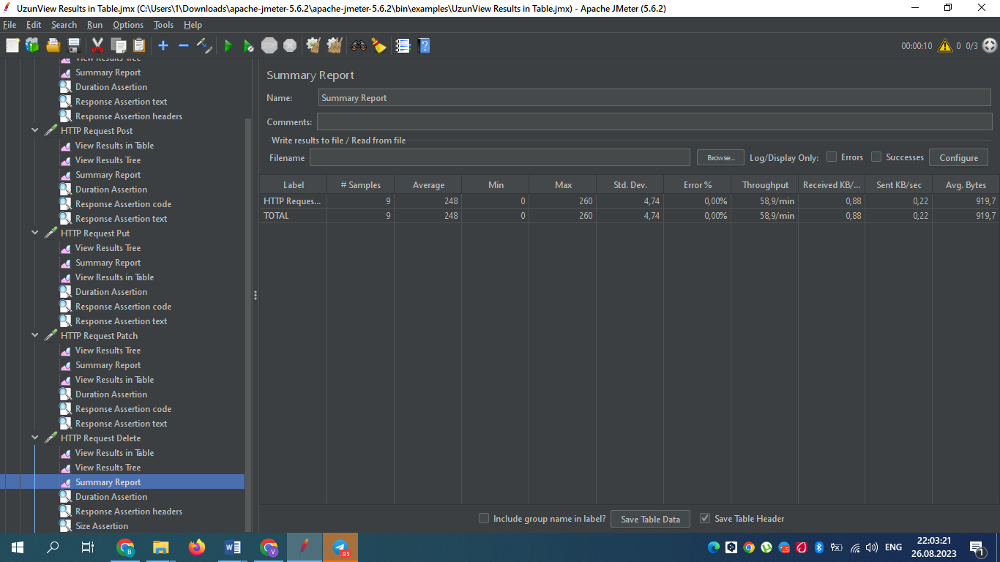 UzunView Results in Table.jmx (C:\Users\1\Downloads\apache-jmeter-5.6.2\apache-jmeter-5.6.2\bin\examples\UzunView Results in Table.jmx) - Apache JMeter (5.6.2)
File Edit Search Run Options Tools Help
STOP
00:00:10 0 0/3
View Results Tree
Summary Report
Duration Assertion
Response Assertion text
Response Assertion headers
HTTP Request Post
View Results in Table
View Results Tree
Summary Report
Duration Assertion
Response Assertion code
Response Assertion text
HTTP Request Put
View Results Tree
Summary Report
View Results in Table
Duration Assertion
Response Assertion code
Response Assertion text
HTTP Request Patch
View Results Tree
Summary Report
View Results in Table
Duration Assertion
Response Assertion code
Response Assertion text
HTTP Request Delete
View Results in Table
View Results Tree
Summary Report
Duration Assertion
Response Assertion headers
Size Assertion
Summary Report
Name: Summary Report
Comments:
Write results to file / Read from file
Filename Browse... Log/Display Only: Errors Successes Configure
Label # Samples Average Min Max Std. Dev. Error % Throughput Received KB/... Sent KB/sec Avg. Bytes
HTTP Reques... 9 248 0 260 4,74 0,00% 58,9/min 0,88 0,22 919,7
TOTAL 9 248 0 260 4,74 0,00% 58,9/min 0,88 0,22 919,7
Include group name in label? Save Table Data Save Table Header
ENG
22:03:21
26.08.2023